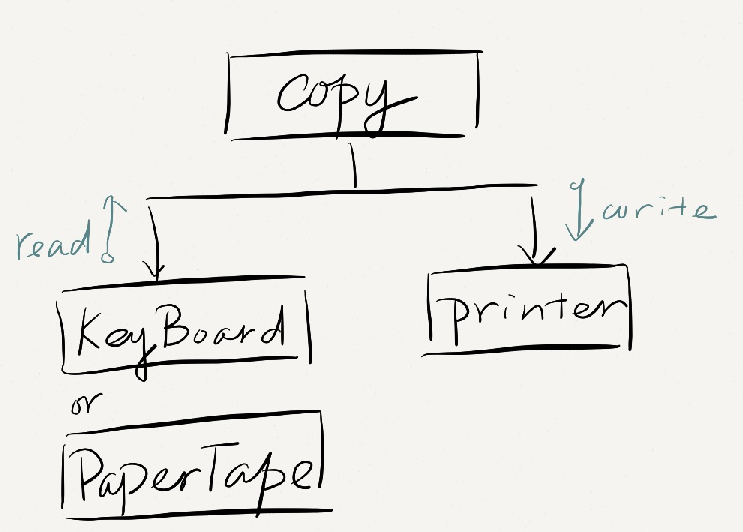 Copy
read
write
KeyBoard
printer
or
PaperTape